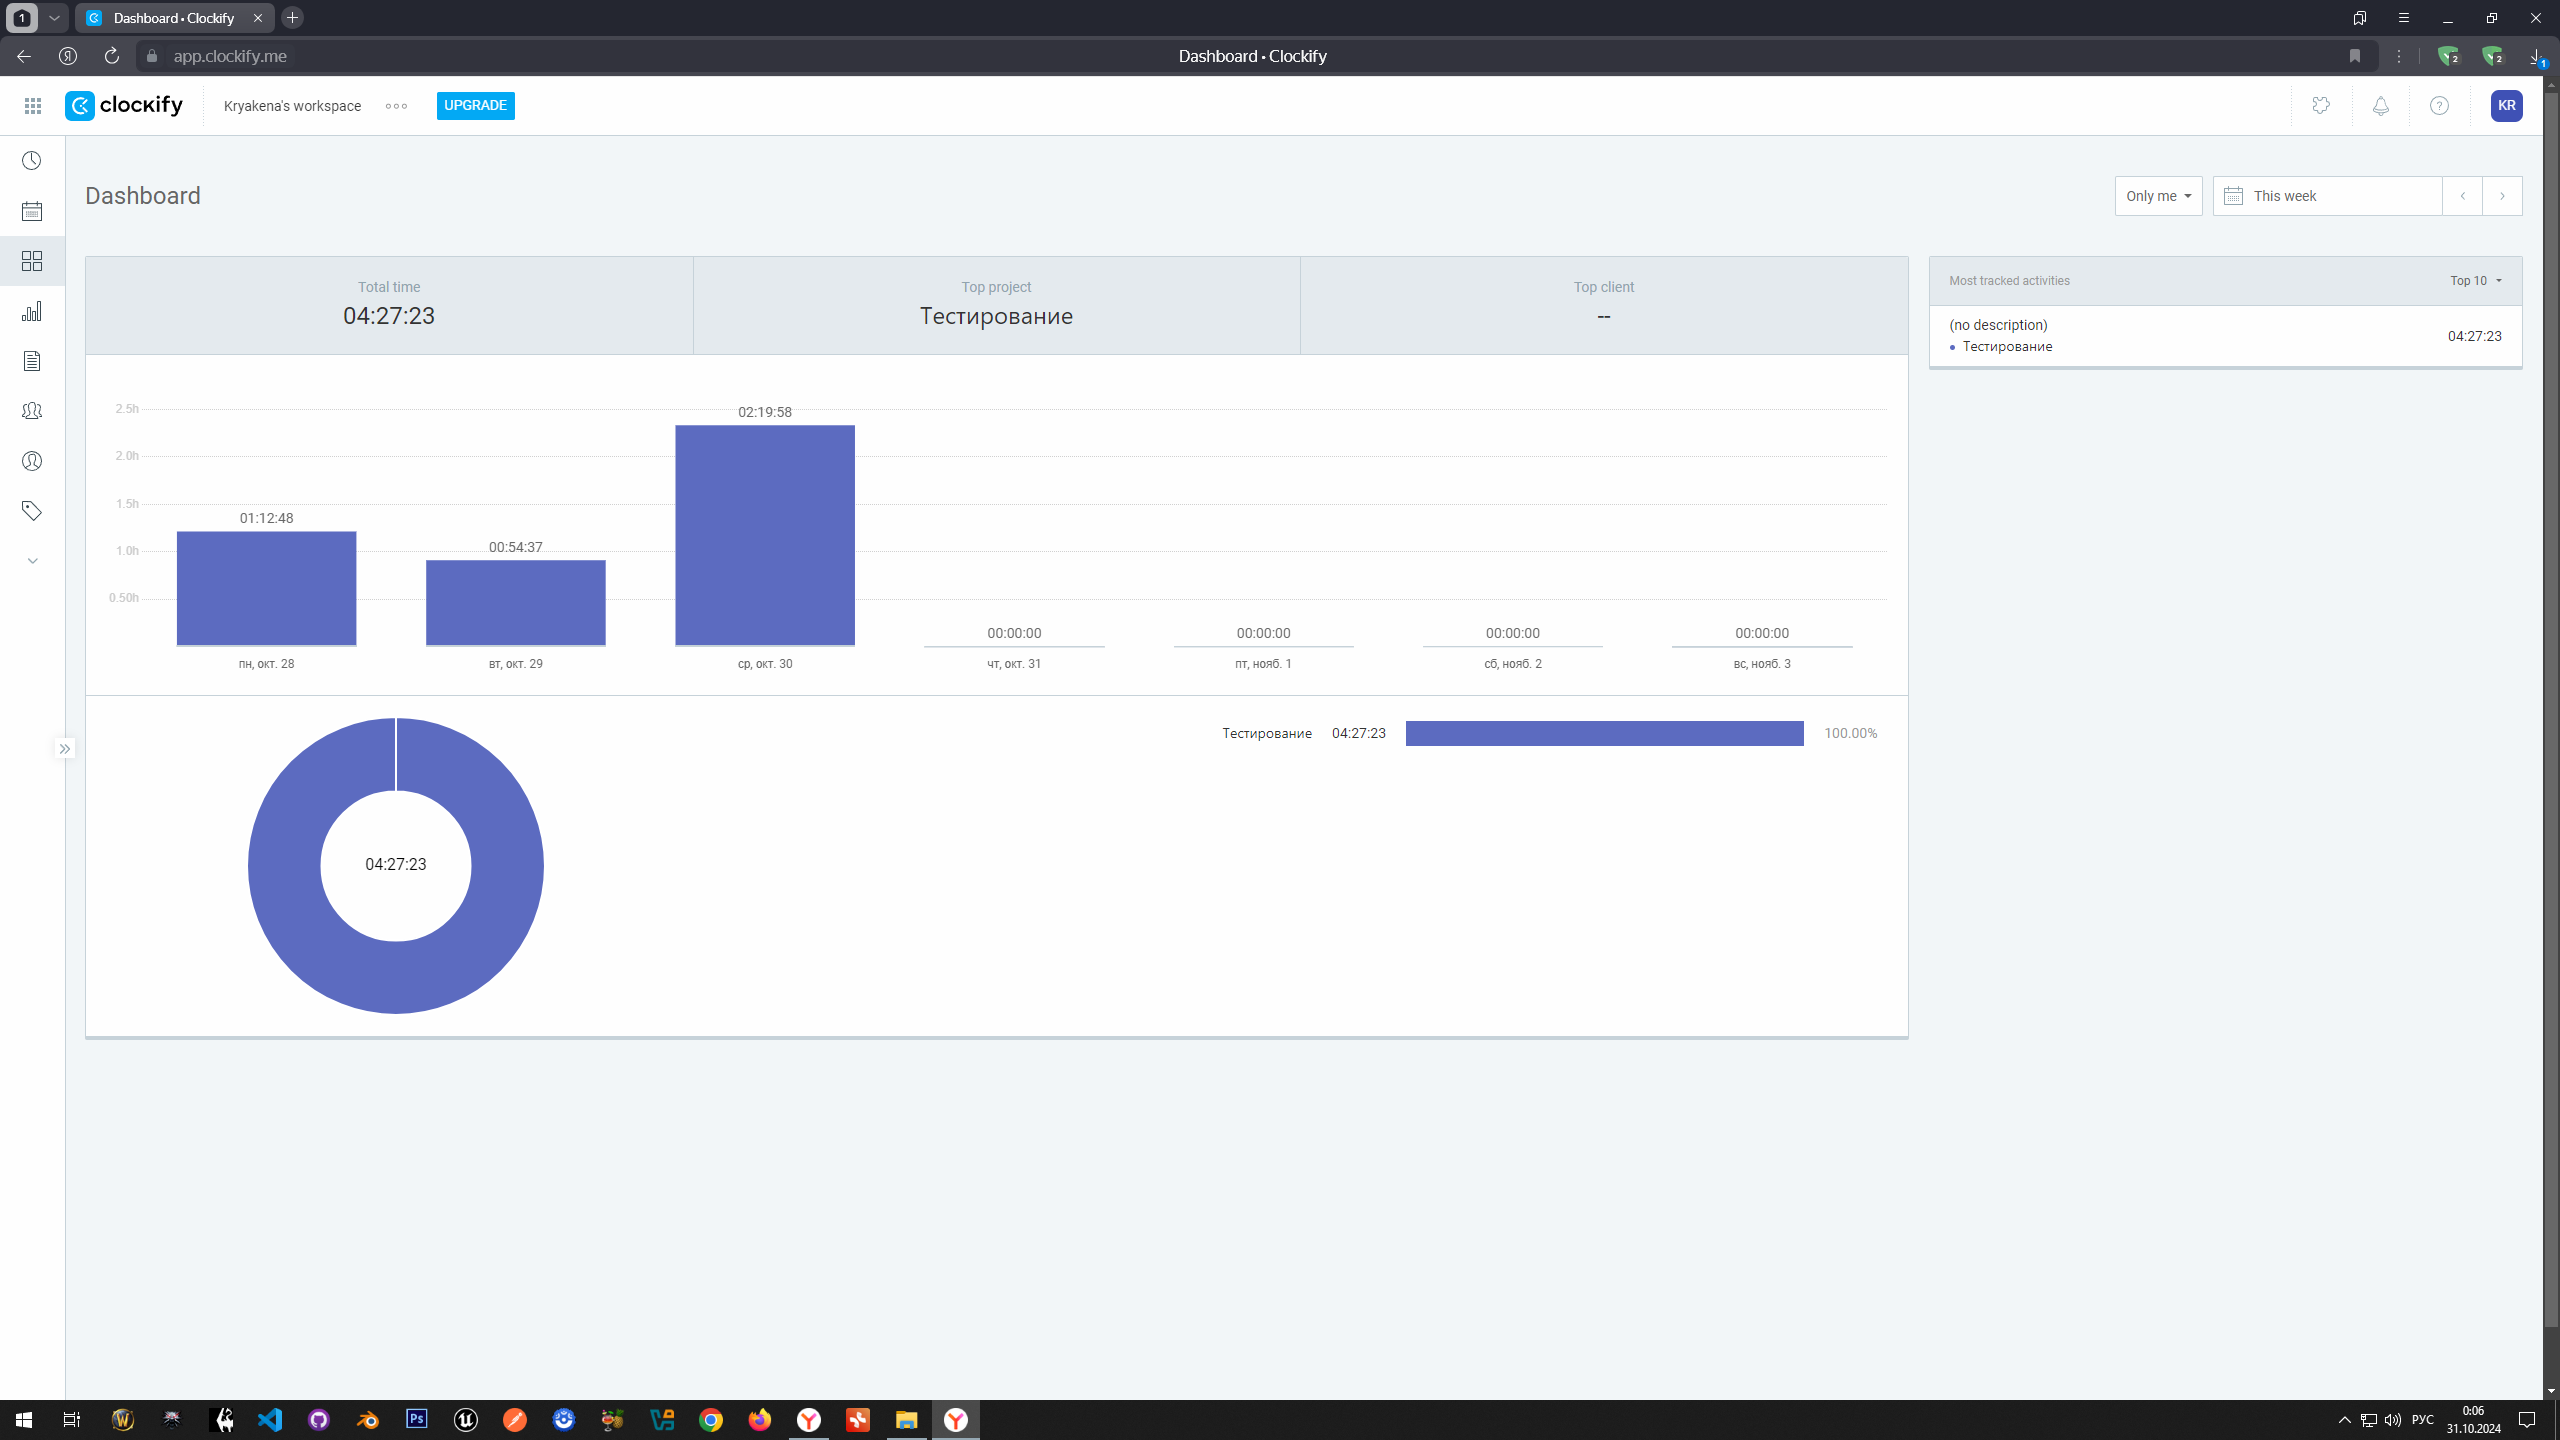 1
Dashboard • Clockify
app.clockify.me
Dashboard • Clockify
2
2
1
clockify
Kryakena's workspace
UPGRADE
KR
Dashboard
Only me
This week
Total time
04:27:23
Top project
Тестирование
Top client
--
Most tracked activities
Top 10
(no description)
Тестирование
04:27:23
2.5h
2.0h
1.5h
1.0h
0.50h
01:12:48
00:54:37
02:19:58
00:00:00
00:00:00
00:00:00
00:00:00
пн, окт. 28
вт, окт. 29
ср, окт. 30
чт, окт. 31
пт, нояб. 1
сб, нояб. 2
вс, нояб. 3
Тестирование 04:27:23 100.00%
04:27:23
Ps
РУС
0:06
31.10.2024